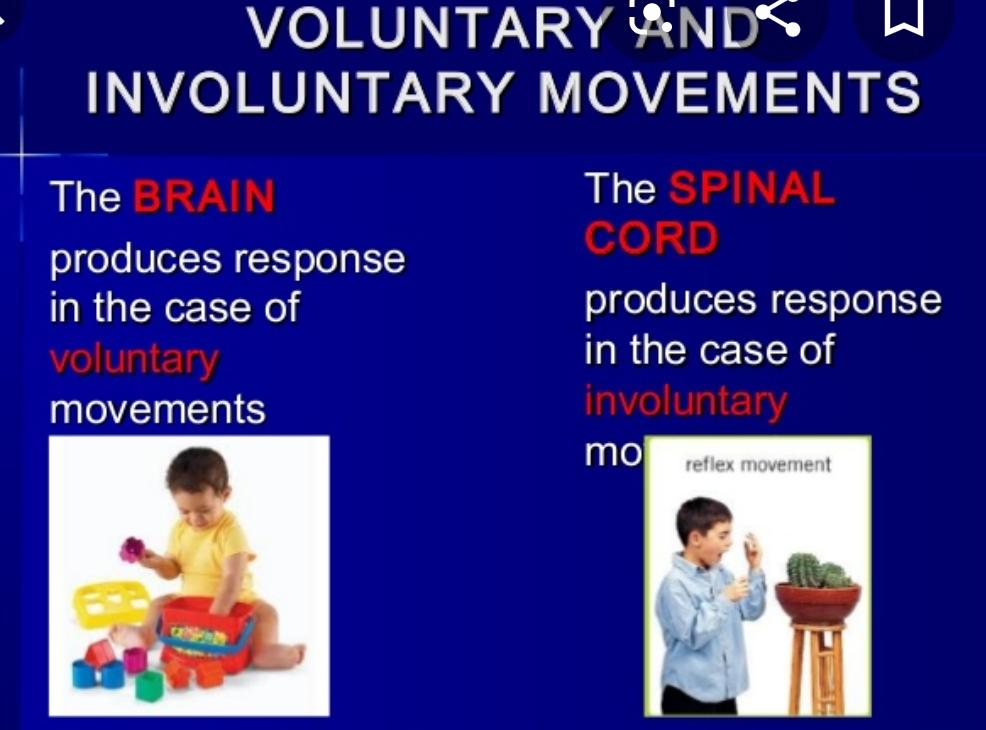 VOLUNTARY AND
INVOLUNTARY MOVEMENTS
The BRAIN
produces response
in the case of
voluntary
movements
The SPINAL
CORD
produces response
in the case of
involuntary
mo
reflex movement